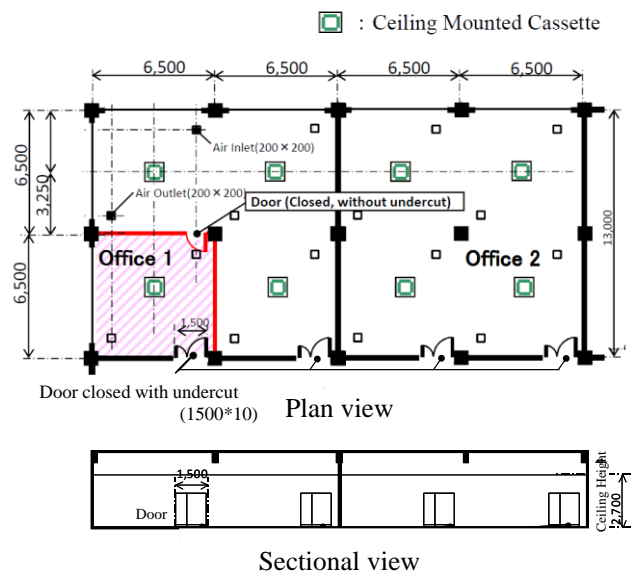 : Ceiling Mounted Cassette
6,500
6,500
6,500
6,500
Air Inlet(200×200)
6,500
3,250
Air Outlet(200×200)
Door (Closed, without undercut)
13,000
Office 1
Office 2
6,500
1,500
Door closed with undercut
(1500*10)
Plan view
1,500
Door
Ceiling Height
2,700
Sectional view